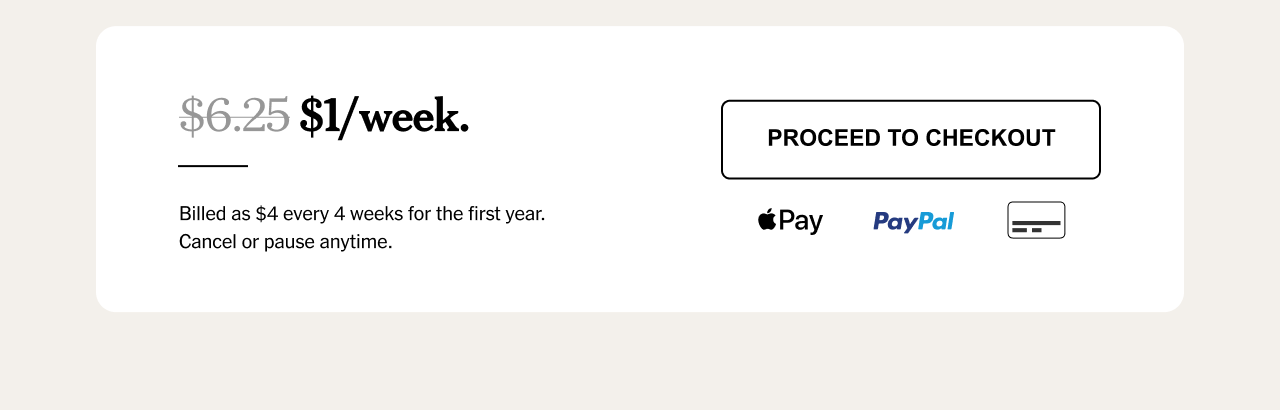 $6.25 $1/week.
Billed as $4 every 4 weeks for the first year.
Cancel or pause anytime.
PROCEED TO CHECKOUT
Pay PayPal